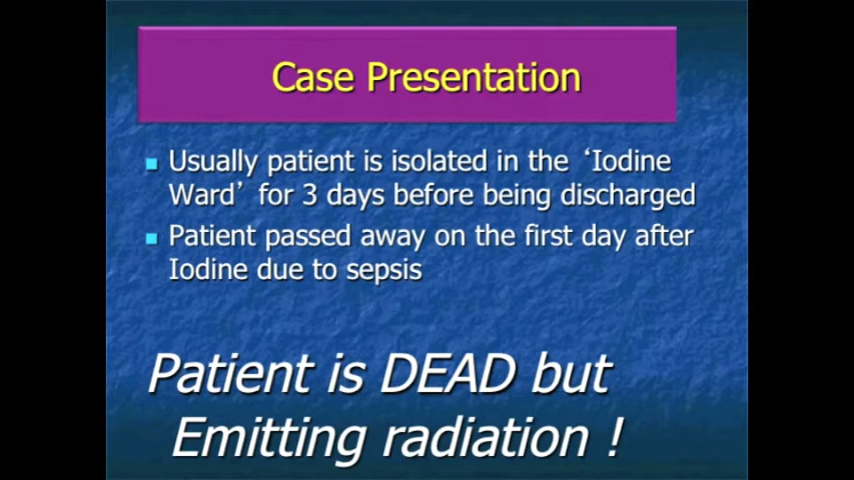 Case Presentation
Usually patient is isolated in the ‘Iodine
Ward’ for 3 days before being discharged
Patient passed away on the first day after
Iodine due to sepsis
Patient is DEAD but
Emitting radiation !